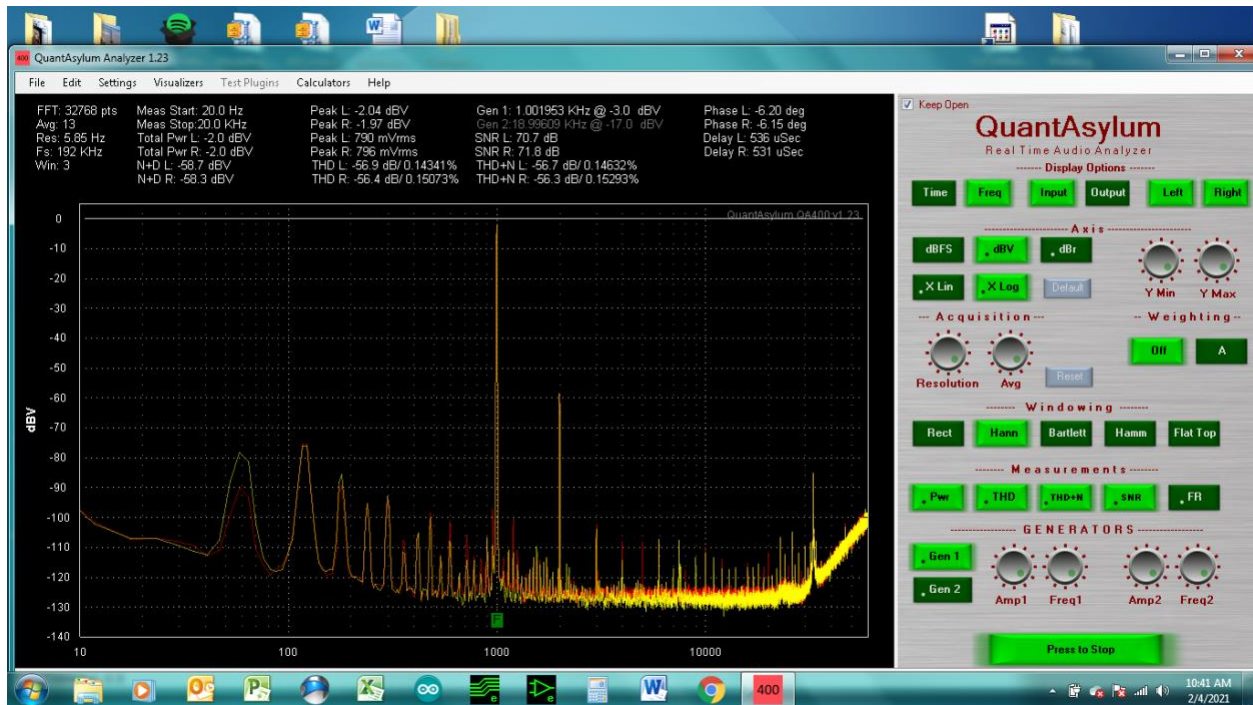 400 QuantAsylum Analyzer 1.23
File Edit Settings Visualizers Test Plugins Calculators Help
FFT: 32768 pts
Avg: 13
Res: 5.85 Hz
Fs: 192 KHz
Win: 3
Meas Start: 20.0 Hz
Meas Stop:20.0 KHz
Total Pwr L: -2.0 dBV
Total Pwr R: -2.0 dBV
N+D L: -58.7 dBV
N+D R: -58.3 dBV
Peak L: -2.04 dBV
Peak R: -1.97 dBV
Peak L: 790 mVrms
Peak R: 796 mVrms
THD L: -56.9 dB/ 0.14341%
THD R: -56.4 dB/ 0.15073%
Gen 1: 1.001953 KHz @ -3.0 dBV
Gen 2:18.99609 KHz @ -17.0 dBV
SNR L: 70.7 dB
SNR R: 71.8 dB
THD+N L: -56.7 dB/ 0.14632%
THD+N R: -56.3 dB/ 0.15293%
Phase L: -6.20 deg
Phase R: -6.15 deg
Delay L: 536 uSec
Delay R: 531 uSec
QuantAsylum QA400 v1.23
0
-10
-20
-30
-40
-50
-60
-70
-80
-90
-100
-110
-120
-130
-140
dBV
10 100 1000 10000
F
Keep Open
QuantAsylum
Real Time Audio Analyzer
Display Options
Time Freq Input Output Left Right
Axis
dBFS dBV dBr
X Lin X Log Default
Y Min Y Max
Acquisition
Weighting
Off A
Resolution Avg Reset
Windowing
Rect Hann Bartlett Hamm Flat Top
Measurements
Pwr THD THD+N SNR FR
GENERATORS
Gen 1
Gen 2
Amp1 Freq1 Amp2 Freq2
Press to Stop
400
10:41 AM
2/4/2021